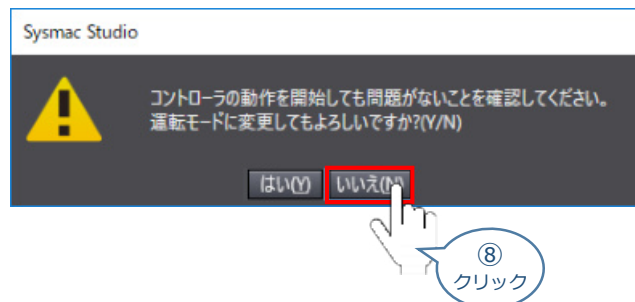 Sysmac Studio
コントローラの動作を開始しても問題がないことを確認してください。
運転モードに変更してもよろしいですか?(Y/N)
はい(Y) いいえ(N)
⑧
クリック